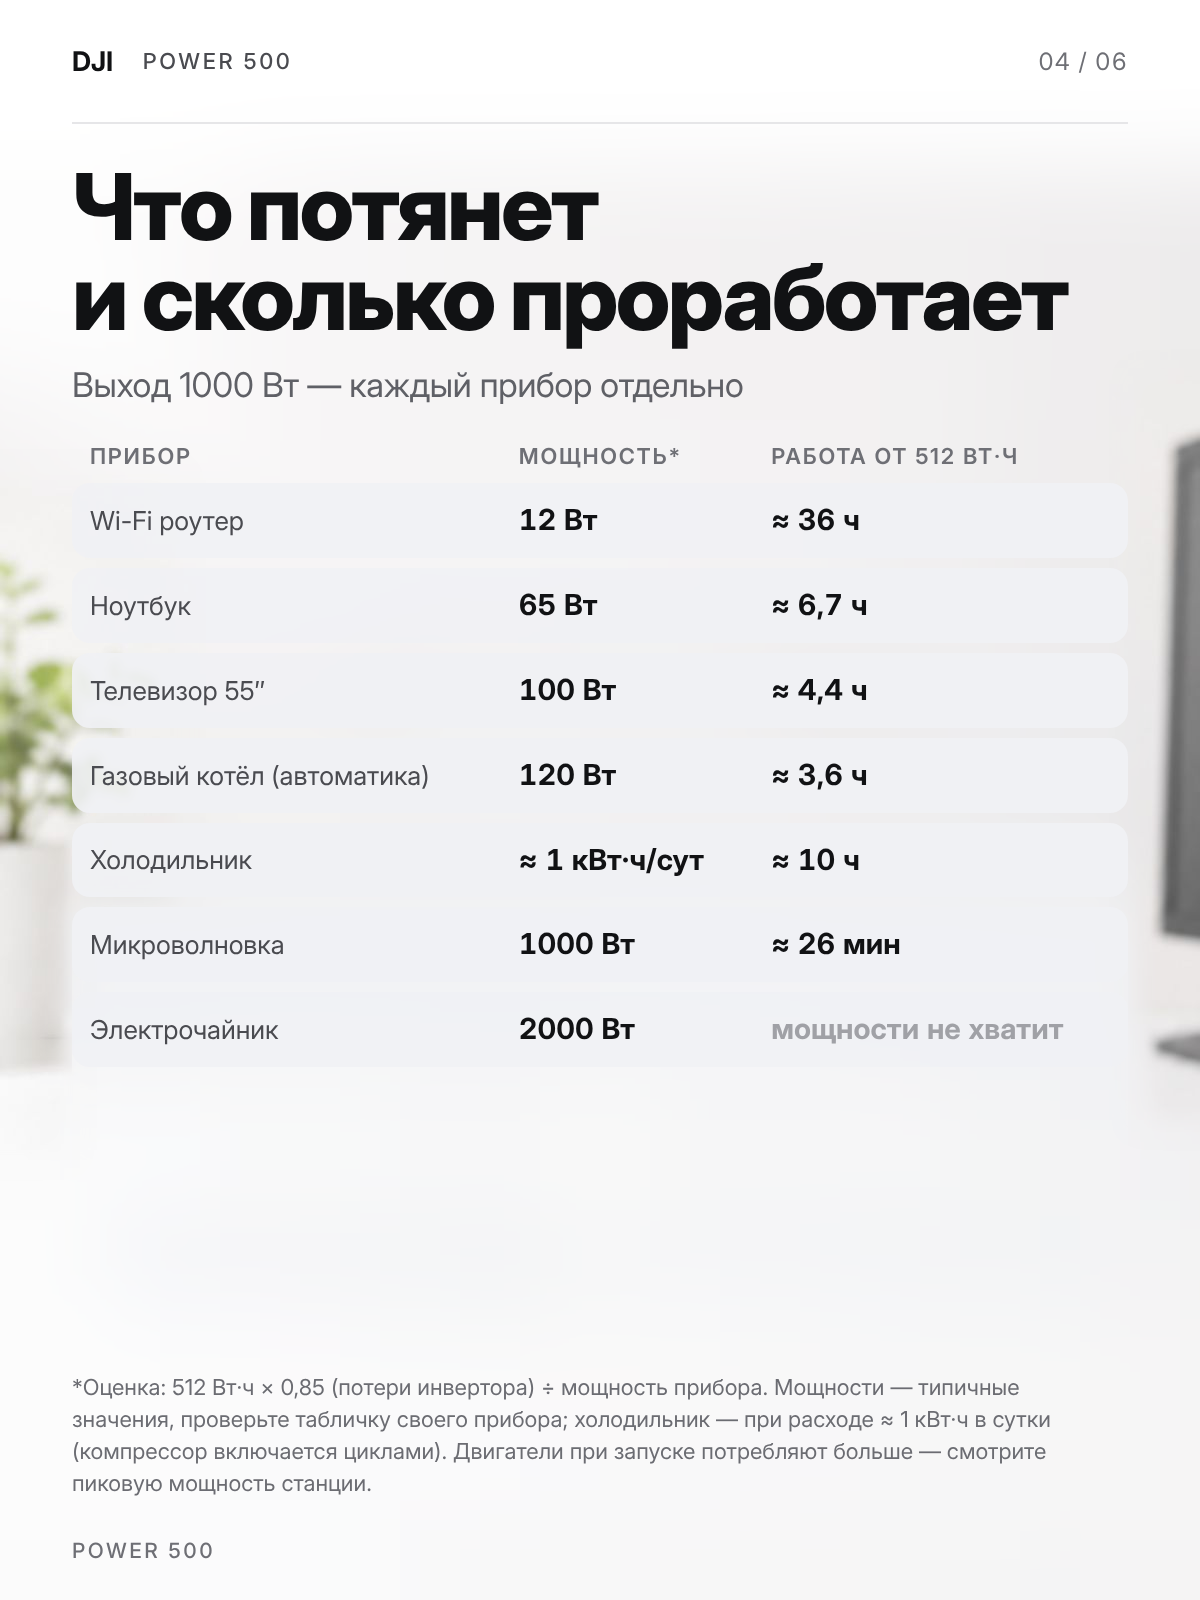 DJI POWER 500 04 / 06
Что потянет
и сколько проработает
Выход 1000 Вт — каждый прибор отдельно
ПРИБОР МОЩНОСТЬ* РАБОТА ОТ 512 ВТ·Ч
Wi-Fi роутер 12 Вт ≈ 36 ч
Ноутбук 65 Вт ≈ 6,7 ч
Телевизор 55″ 100 Вт ≈ 4,4 ч
Газовый котёл (автоматика) 120 Вт ≈ 3,6 ч
Холодильник ≈ 1 кВт·ч/сут ≈ 10 ч
Микроволновка 1000 Вт ≈ 26 мин
Электрочайник 2000 Вт мощности не хватит
*Оценка: 512 Вт·ч × 0,85 (потери инвертора) ÷ мощность прибора. Мощности — типичные
значения, проверьте табличку своего прибора; холодильник — при расходе ≈ 1 кВт·ч в сутки
(компрессор включается циклами). Двигатели при запуске потребляют больше — смотрите
пиковую мощность станции.
POWER 500